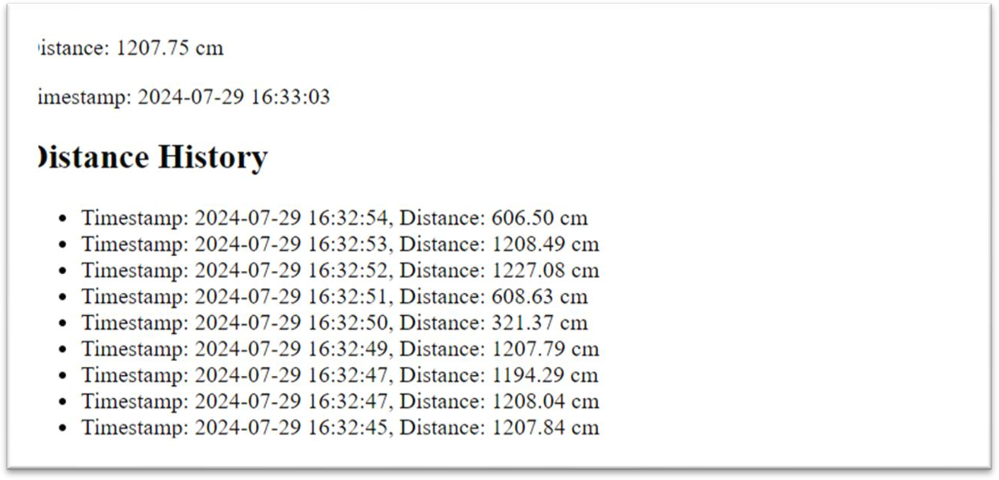 istance: 1207.75 cm
imestamp: 2024-07-29 16:33:03
Distance History
• Timestamp: 2024-07-29 16:32:54, Distance: 606.50 cm
• Timestamp: 2024-07-29 16:32:53, Distance: 1208.49 cm
• Timestamp: 2024-07-29 16:32:52, Distance: 1227.08 cm
• Timestamp: 2024-07-29 16:32:51, Distance: 608.63 cm
• Timestamp: 2024-07-29 16:32:50, Distance: 321.37 cm
• Timestamp: 2024-07-29 16:32:49, Distance: 1207.79 cm
• Timestamp: 2024-07-29 16:32:47, Distance: 1194.29 cm
• Timestamp: 2024-07-29 16:32:47, Distance: 1208.04 cm
• Timestamp: 2024-07-29 16:32:45, Distance: 1207.84 cm